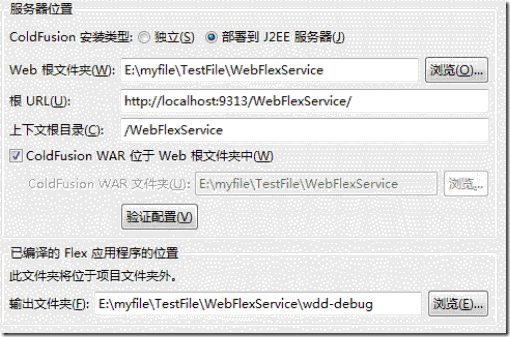 服务器位置
ColdFusion 安装类型: 独立(S) 部署到 J2EE 服务器(J)
Web 根文件夹(W): E:\myfile\TestFile\WebFlexService 浏览(O)...
根 URL(U): http://localhost:9313/WebFlexService/
上下文根目录(C): /WebFlexService
ColdFusion WAR 位于 Web 根文件夹中(W)
ColdFusion WAR 文件夹(U): E:\myfile\TestFile\WebFlexService 浏览...
验证配置(V)
已编译的 Flex 应用程序的位置
此文件夹将位于项目文件夹外。
输出文件夹(F): E:\myfile\TestFile\WebFlexService\wdd-debug 浏览(E)...